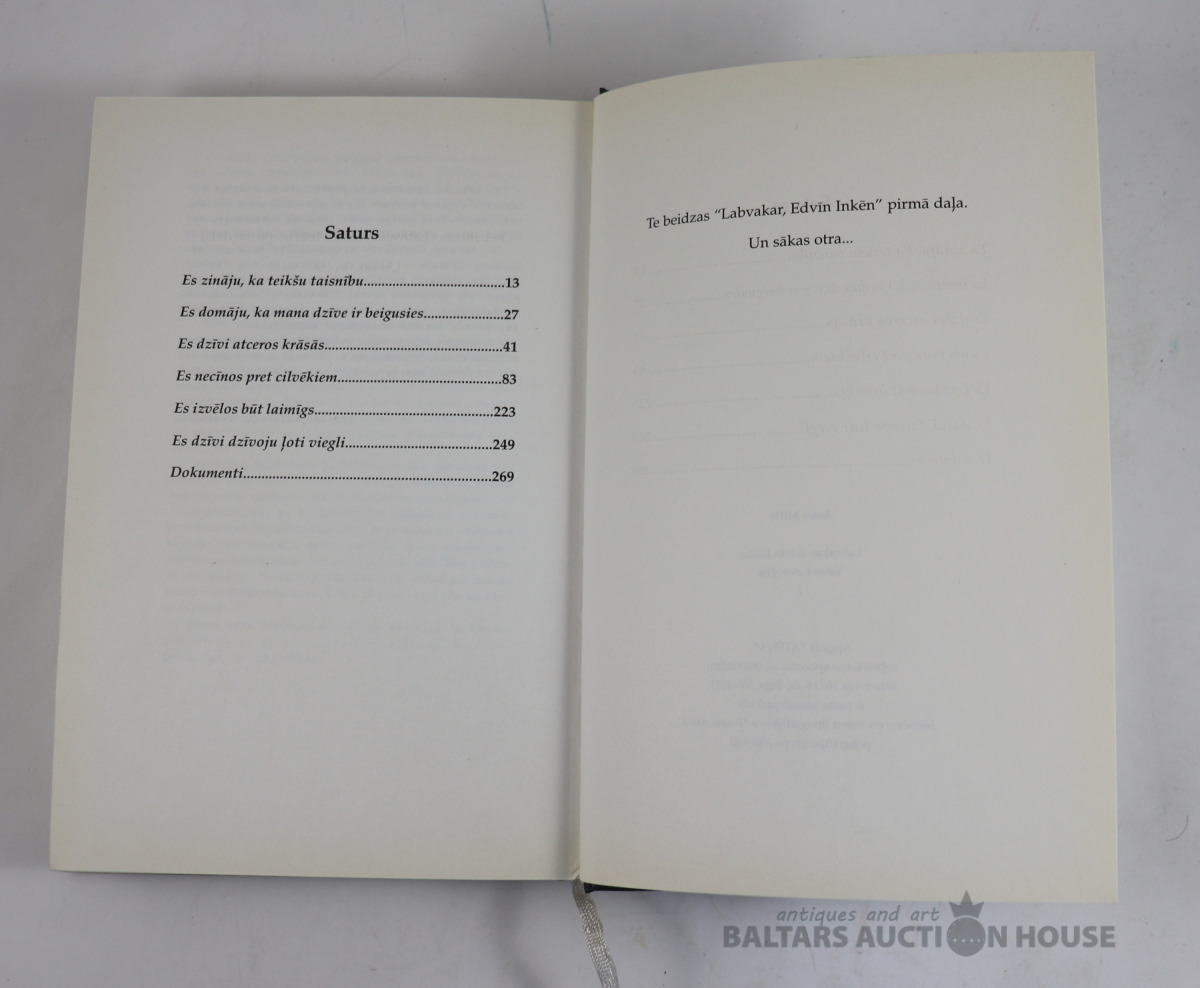 Saturs
Es zināju, ka teikšu taisnību....................................13
Es domāju, ka mana dzīve ir beigusies....................27
Es dzīvi atceros krāsās.............................................41
Es necīnos pret cilvēkiem.........................................83
Es izvēlos būt laimīgs.............................................223
Es dzīvi dzīvoju ļoti viegli.....................................249
Dokumenti..............................................................269
Te beidzas “Labvakar, Edvīn Inkēn” pirmā daļa.
Un sākas otra...
antiques and art
BALTARS AUCTION HOUSE